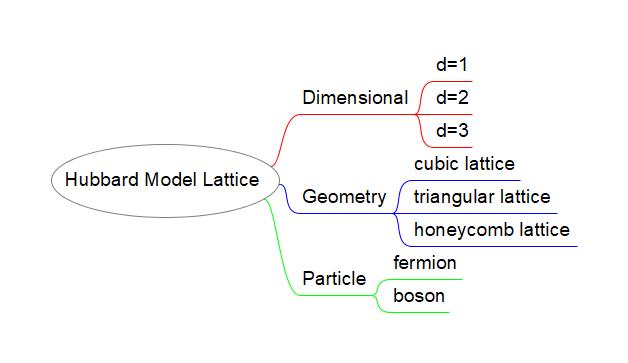 Hubbard Model Lattice
Dimensional
d=1
d=2
d=3
Geometry
cubic lattice
triangular lattice
honeycomb lattice
Particle
fermion
boson